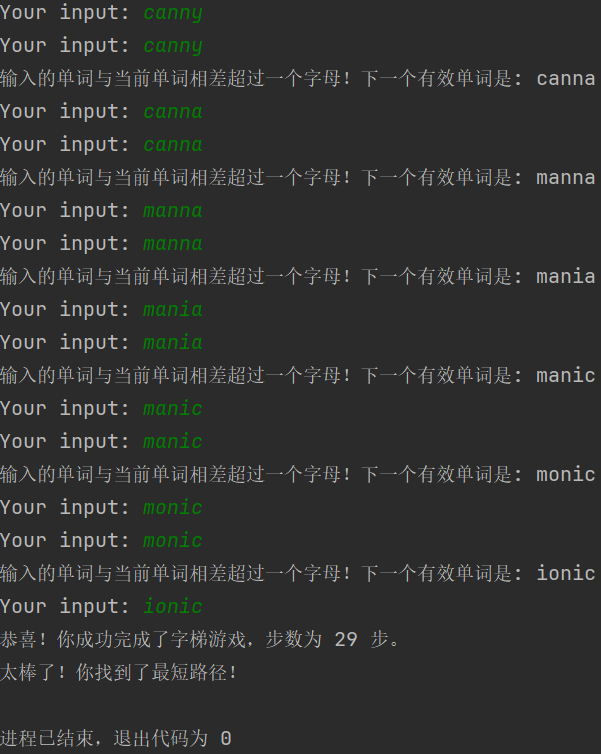 Your input: canny
Your input: canny
输入的单词与当前单词相差超过一个字母! 下一个有效单词是: canna
Your input: canna
Your input: canna
输入的单词与当前单词相差超过一个字母! 下一个有效单词是: manna
Your input: manna
Your input: manna
输入的单词与当前单词相差超过一个字母! 下一个有效单词是: mania
Your input: mania
Your input: mania
输入的单词与当前单词相差超过一个字母! 下一个有效单词是: manic
Your input: manic
Your input: manic
输入的单词与当前单词相差超过一个字母! 下一个有效单词是: monic
Your input: monic
Your input: monic
输入的单词与当前单词相差超过一个字母! 下一个有效单词是: ionic
Your input: ionic
恭喜! 你成功完成了字梯游戏, 步数为 29 步。
太棒了! 你找到了最短路径!
进程已结束, 退出代码为 0